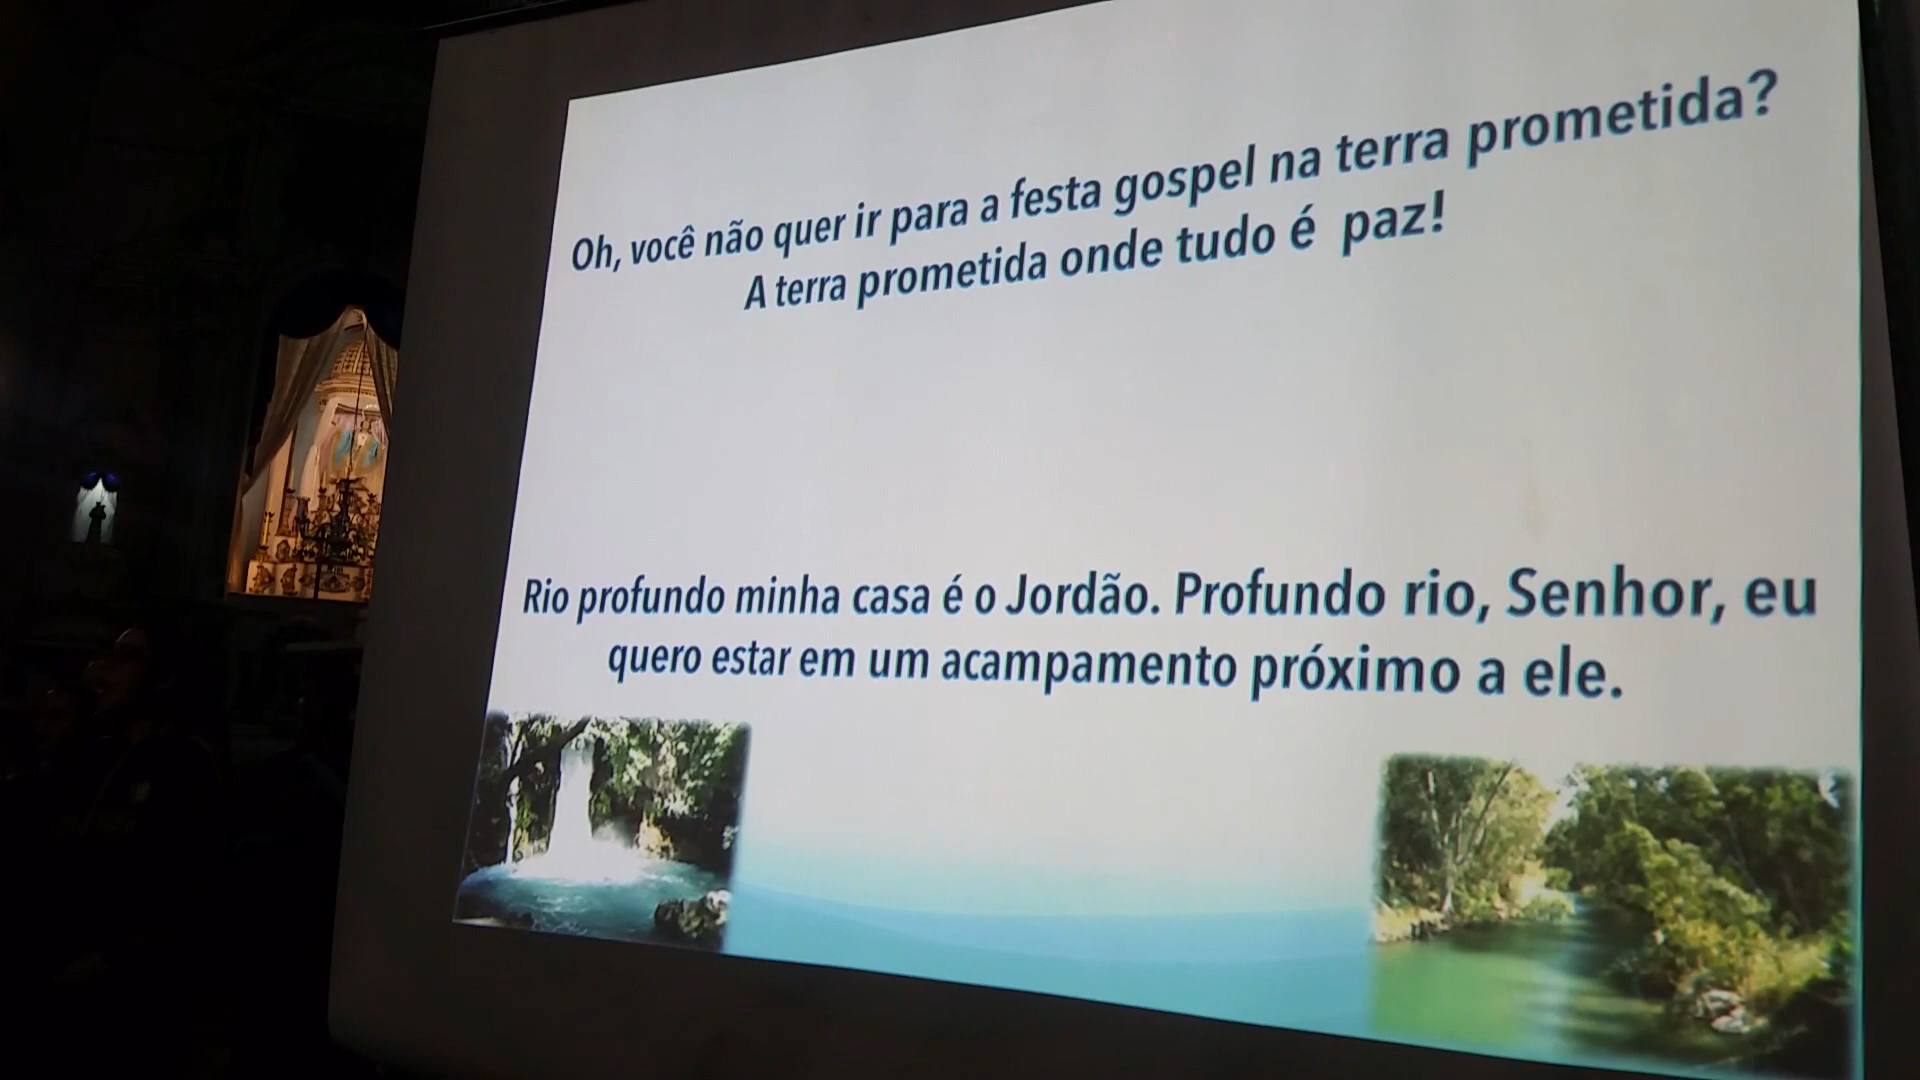 Oh, você não quer ir para a festa gospel na terra prometida?
A terra prometida onde tudo é paz!
Rio profundo minha casa é o Jordão. Profundo rio, Senhor, eu
quero estar em um acampamento próximo a ele.